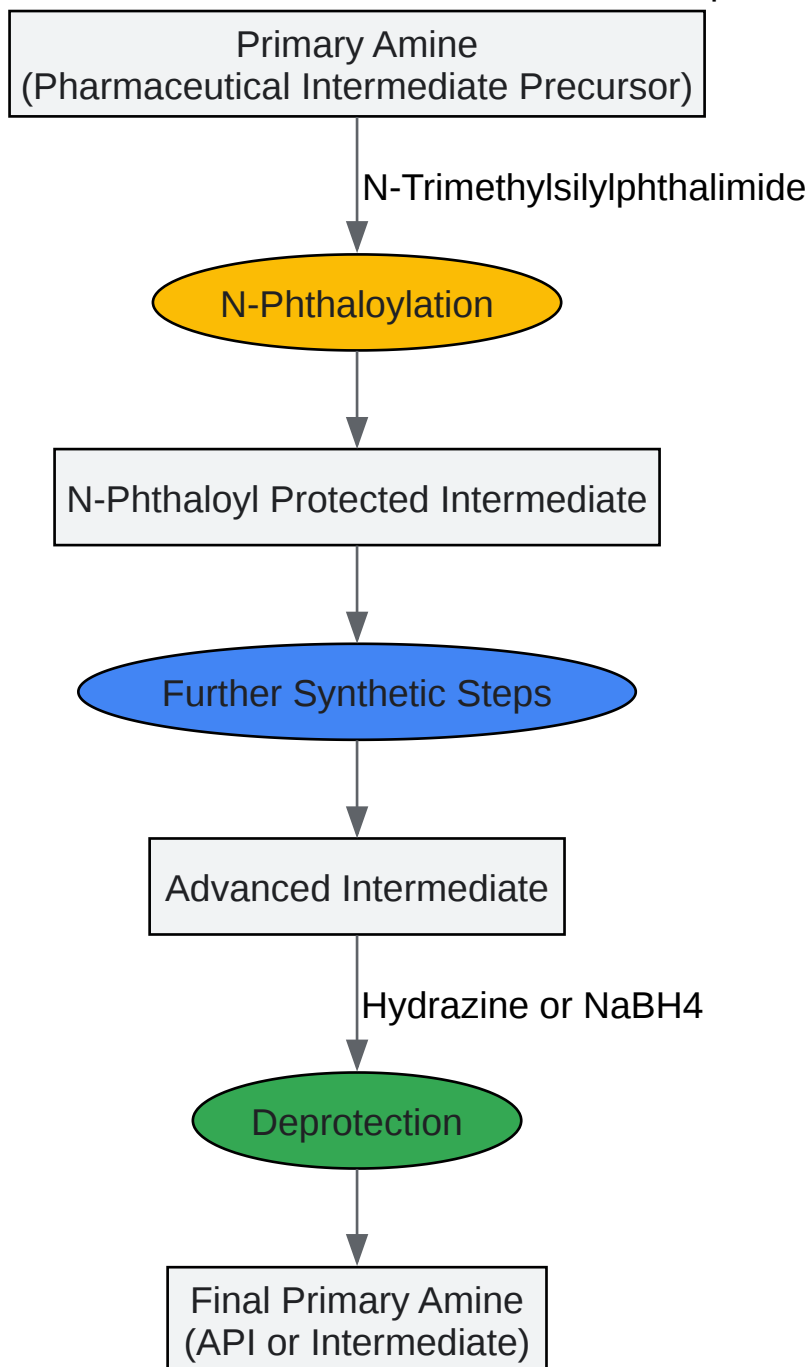 Primary Amine
(Pharmaceutical Intermediate Precursor)
N-Trimethylsilylphthalimide
N-Phthaloylation
N-Phthaloyl Protected Intermediate
Further Synthetic Steps
Advanced Intermediate
Hydrazine or NaBH4
Deprotection
Final Primary Amine
(API or Intermediate)